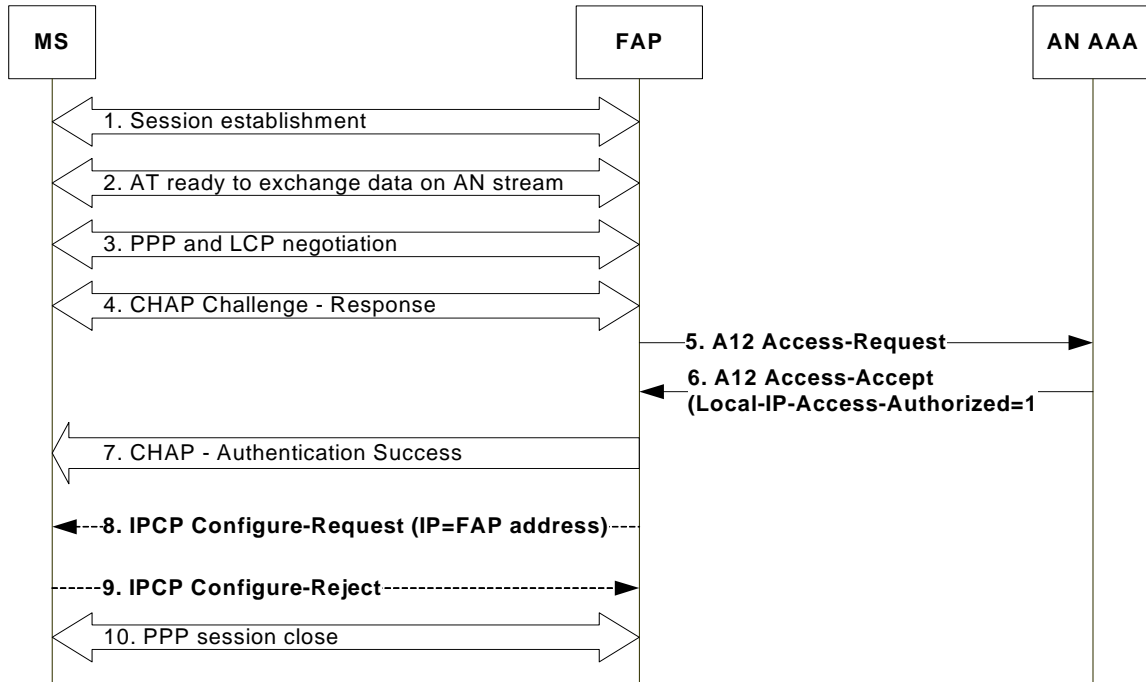 MS
FAP
AN AAA
1. Session establishment
2. AT ready to exchange data on AN stream
3. PPP and LCP negotiation
4. CHAP Challenge - Response
5. A12 Access-Request
6. A12 Access-Accept
(Local-IP-Access-Authorized=1
7. CHAP - Authentication Success
8. IPCP Configure-Request (IP=FAP address)
9. IPCP Configure-Reject
10. PPP session close